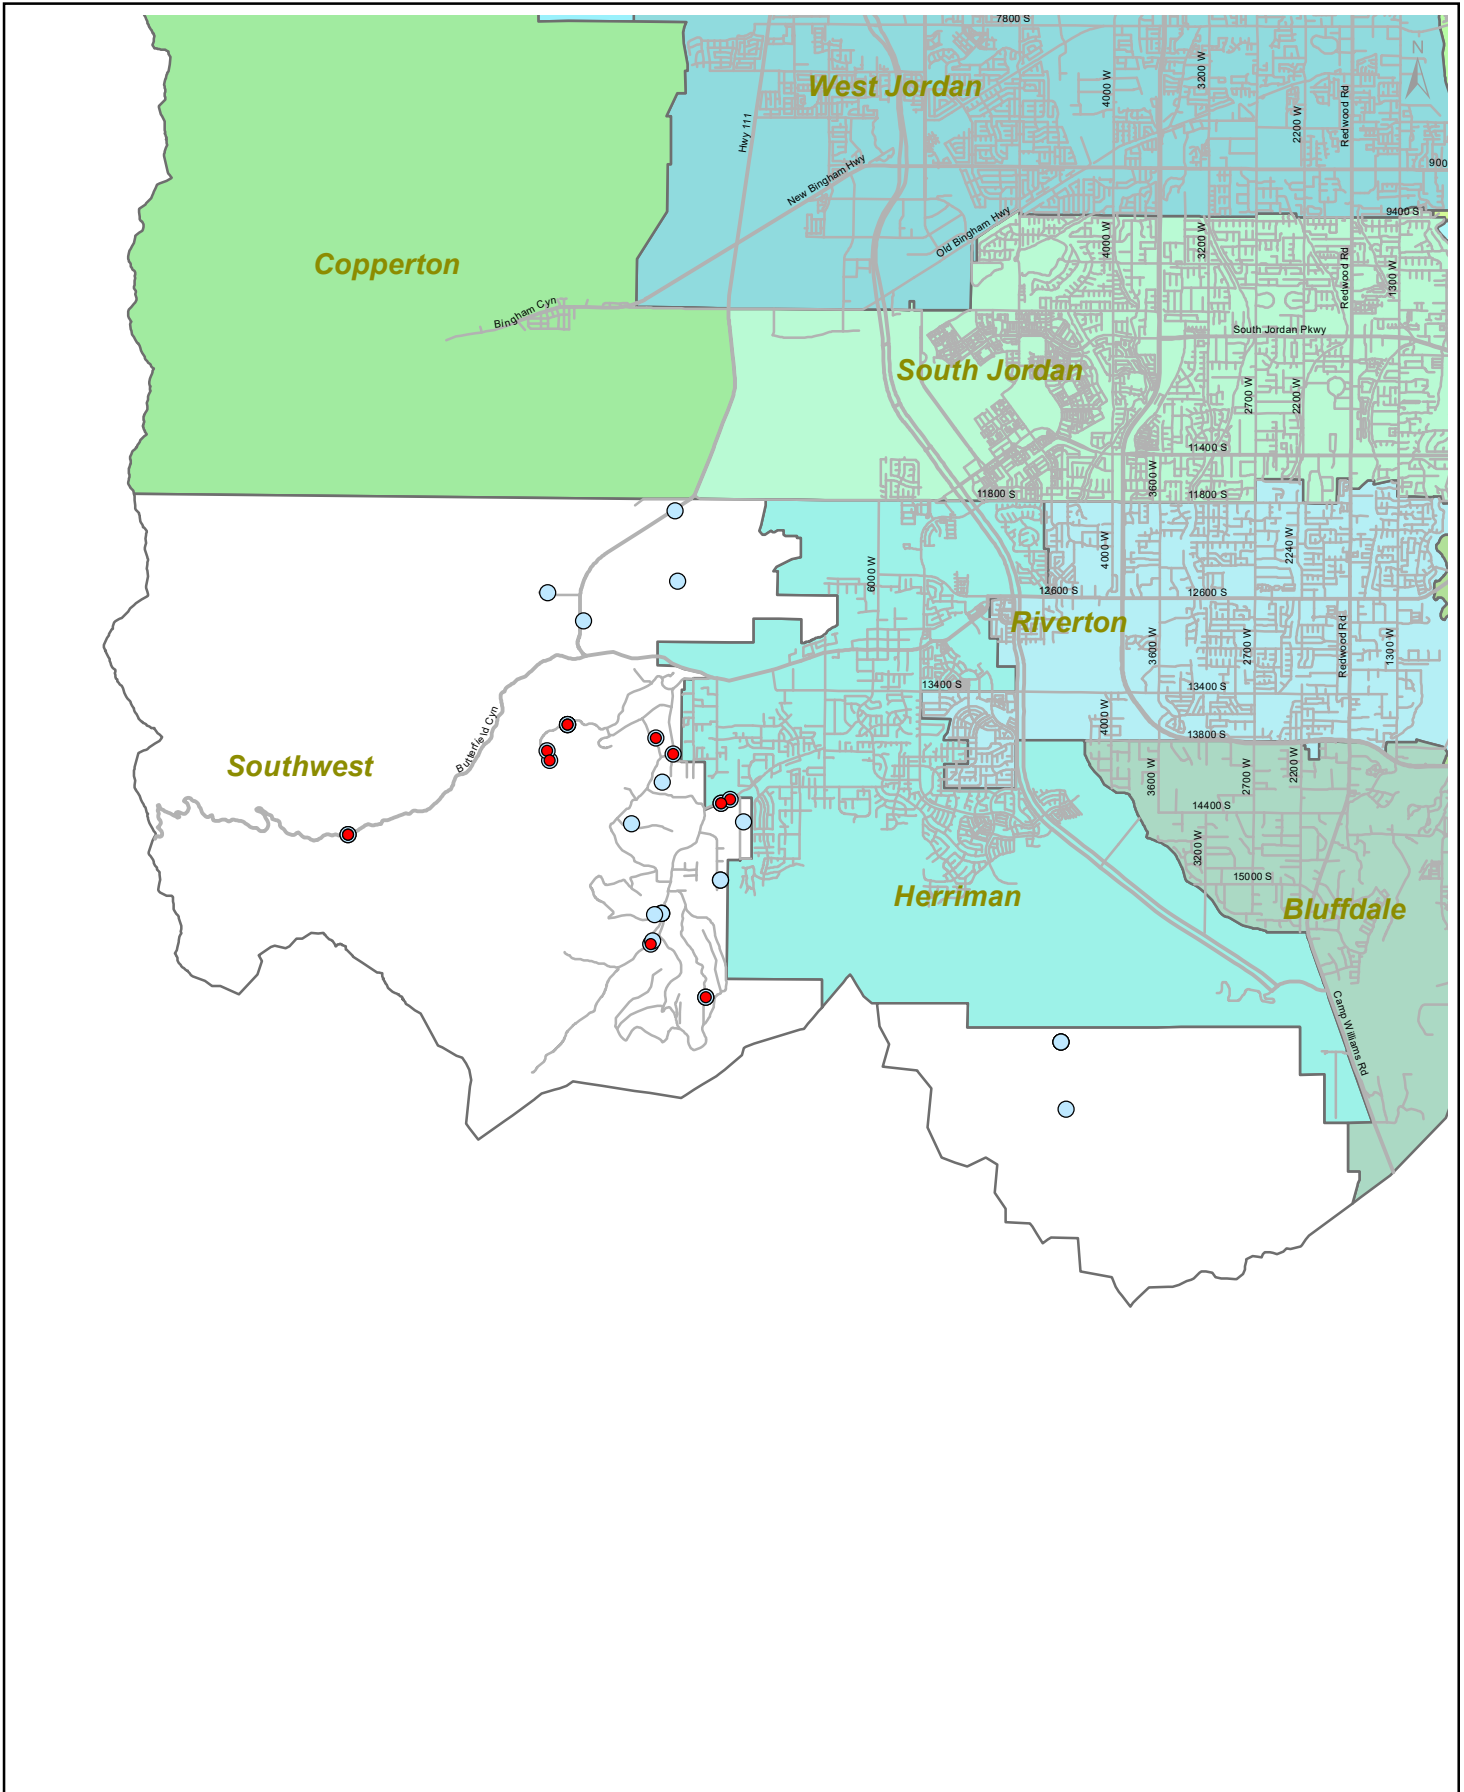 7800 S
N
West Jordan
4000 W
3200 W
2200 W
Redwood Rd
Hwy 111
New Bingham Hwy
900
9400 S
Old Bingham Hwy
4000 W
3200 W
Redwood Rd
1300 W
Copperton
Bingham Cyn
South Jordan Pkwy
South Jordan
2700 W
2200 W
11400 S
3600 W
11800 S
11800 S
4000 W
2240 W
6000 W
12600 S
12600 S
Riverton
3600 W
2700 W
Redwood Rd
1300 W
13400 S
13400 S
4000 W
13800 S
Butterfield Cyn
Southwest
3600 W
2700 W
2200 W
14400 S
3200 W
15000 S
Herriman
Bluffdale
Camp Williams Rd